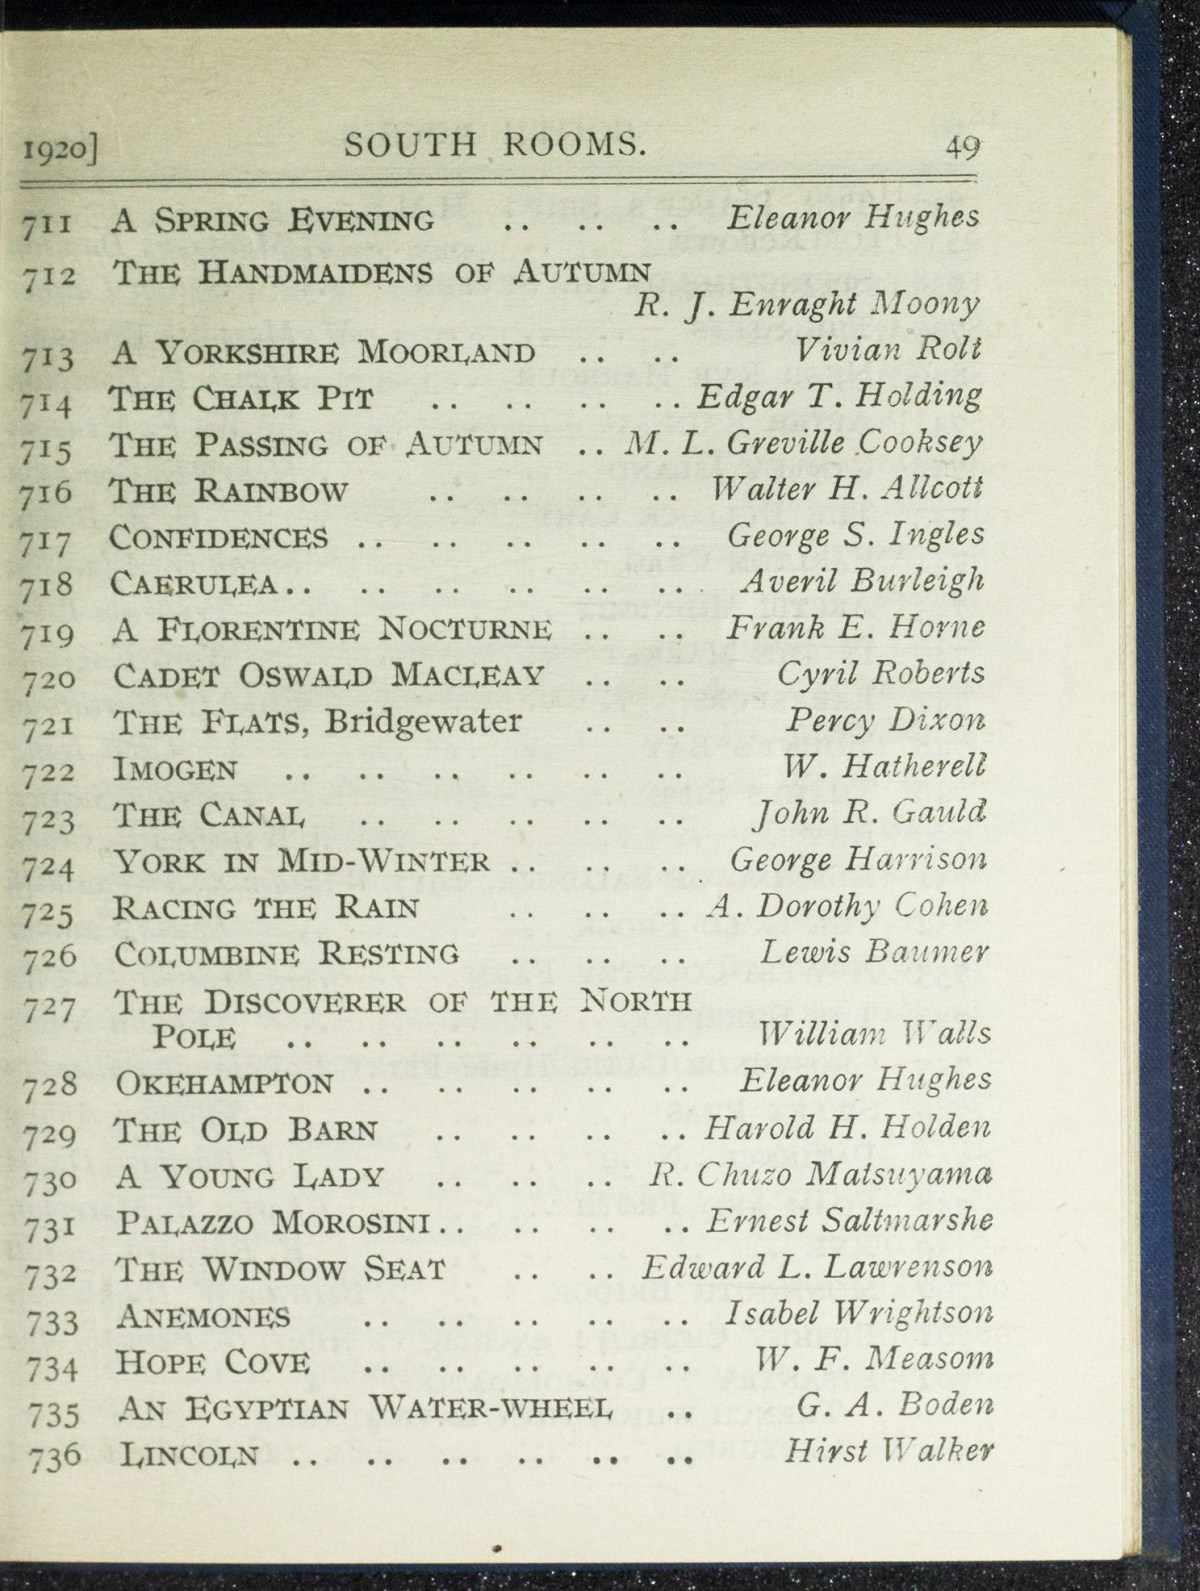 1920] SOUTH ROOMS. 49
711 A SPRING EVENING .. .. .. Eleanor Hughes
712 THE HANDMAIDENS OF AUTUMN
R. J. Enraght Moony
713 A YORKSHIRE MOORLAND .. .. Vivian Rolt
714 THE CHALK PIT .. .. .. .. Edgar T. Holding
715 THE PASSING OF AUTUMN .. M. L. Greville Cooksey
716 THE RAINBOW .. .. .. .. Walter H. Allcott
717 CONFIDENCES .. .. .. .. .. George S. Ingles
718 CAERULEA .. .. .. .. .. .. Averil Burleigh
719 A FLORENTINE NOCTURNE .. .. Frank E. Horne
720 CADET OSWALD MACLEAY .. .. Cyril Roberts
721 THE FLATS, Bridgewater .. .. Percy Dixon
722 IMOGEN .. .. .. .. .. .. W. Hatherell
723 THE CANAL .. .. .. .. .. John R. Gauld
724 YORK IN MID-WINTER .. .. .. George Harrison
725 RACING THE RAIN .. .. .. A. Dorothy Cohen
726 COLUMBINE RESTING .. .. .. Lewis Baumer
727 THE DISCOVERER OF THE NORTH
POLE .. .. .. .. .. .. William Walls
728 OKEHAMPTON .. .. .. .. .. Eleanor Hughes
729 THE OLD BARN .. .. .. .. Harold H. Holden
730 A YOUNG LADY .. .. .. R. Chuzo Matsuyama
731 PALAZZO MOROSINI .. .. .. .. Ernest Saltmarshe
732 THE WINDOW SEAT .. .. Edward L. Lawrenson
733 ANEMONES .. .. .. .. .. Isabel Wrightson
734 HOPE COVE .. .. .. .. .. W. F. Measom
735 AN EGYPTIAN WATER-WHEEL .. G. A. Boden
736 LINCOLN .. .. .. .. .. .. Hirst Walker